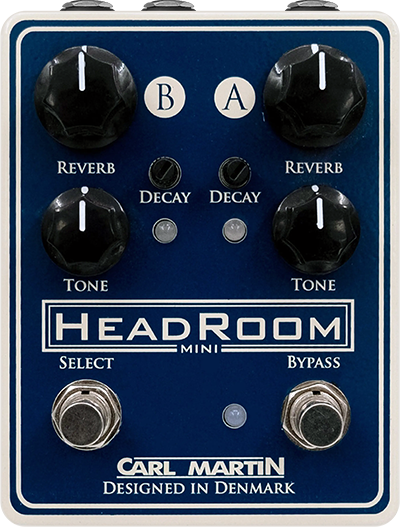 B A
REVERB REVERB
DECAY DECAY
TONE TONE
HEADROOM
MINI
SELECT BYPASS
CARL MARTIN
DESIGNED IN DENMARK